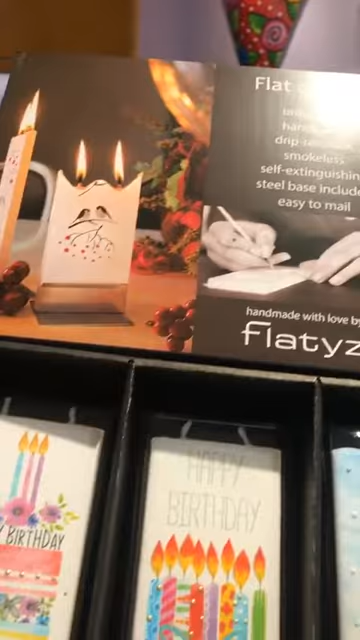 Flat
drip-
smokeless
self-extinguishin
steel base include
easy to mail
handmade with love by
flatyz
Y BIRTHDAY
HAPPY
BIRTHDAY